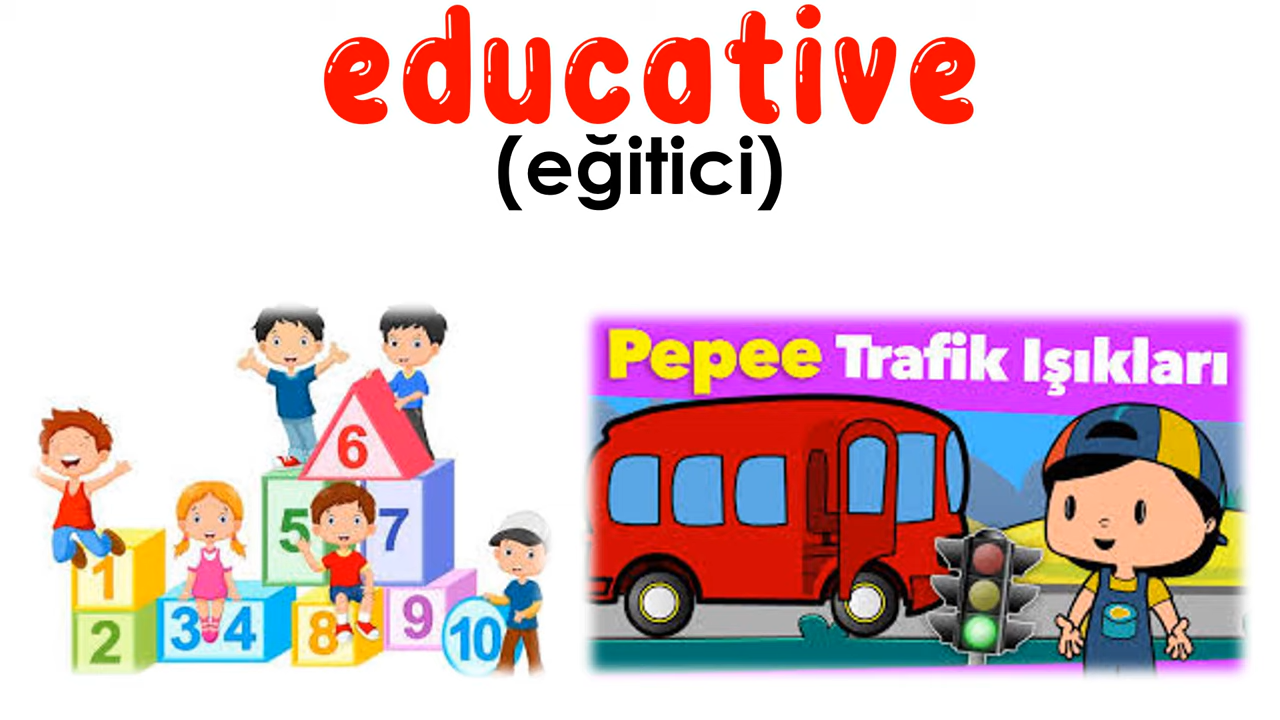 educative
(eğitici)
Pepee Trafik Işıkları
6
5 7
1
2 3 4 8 9 10